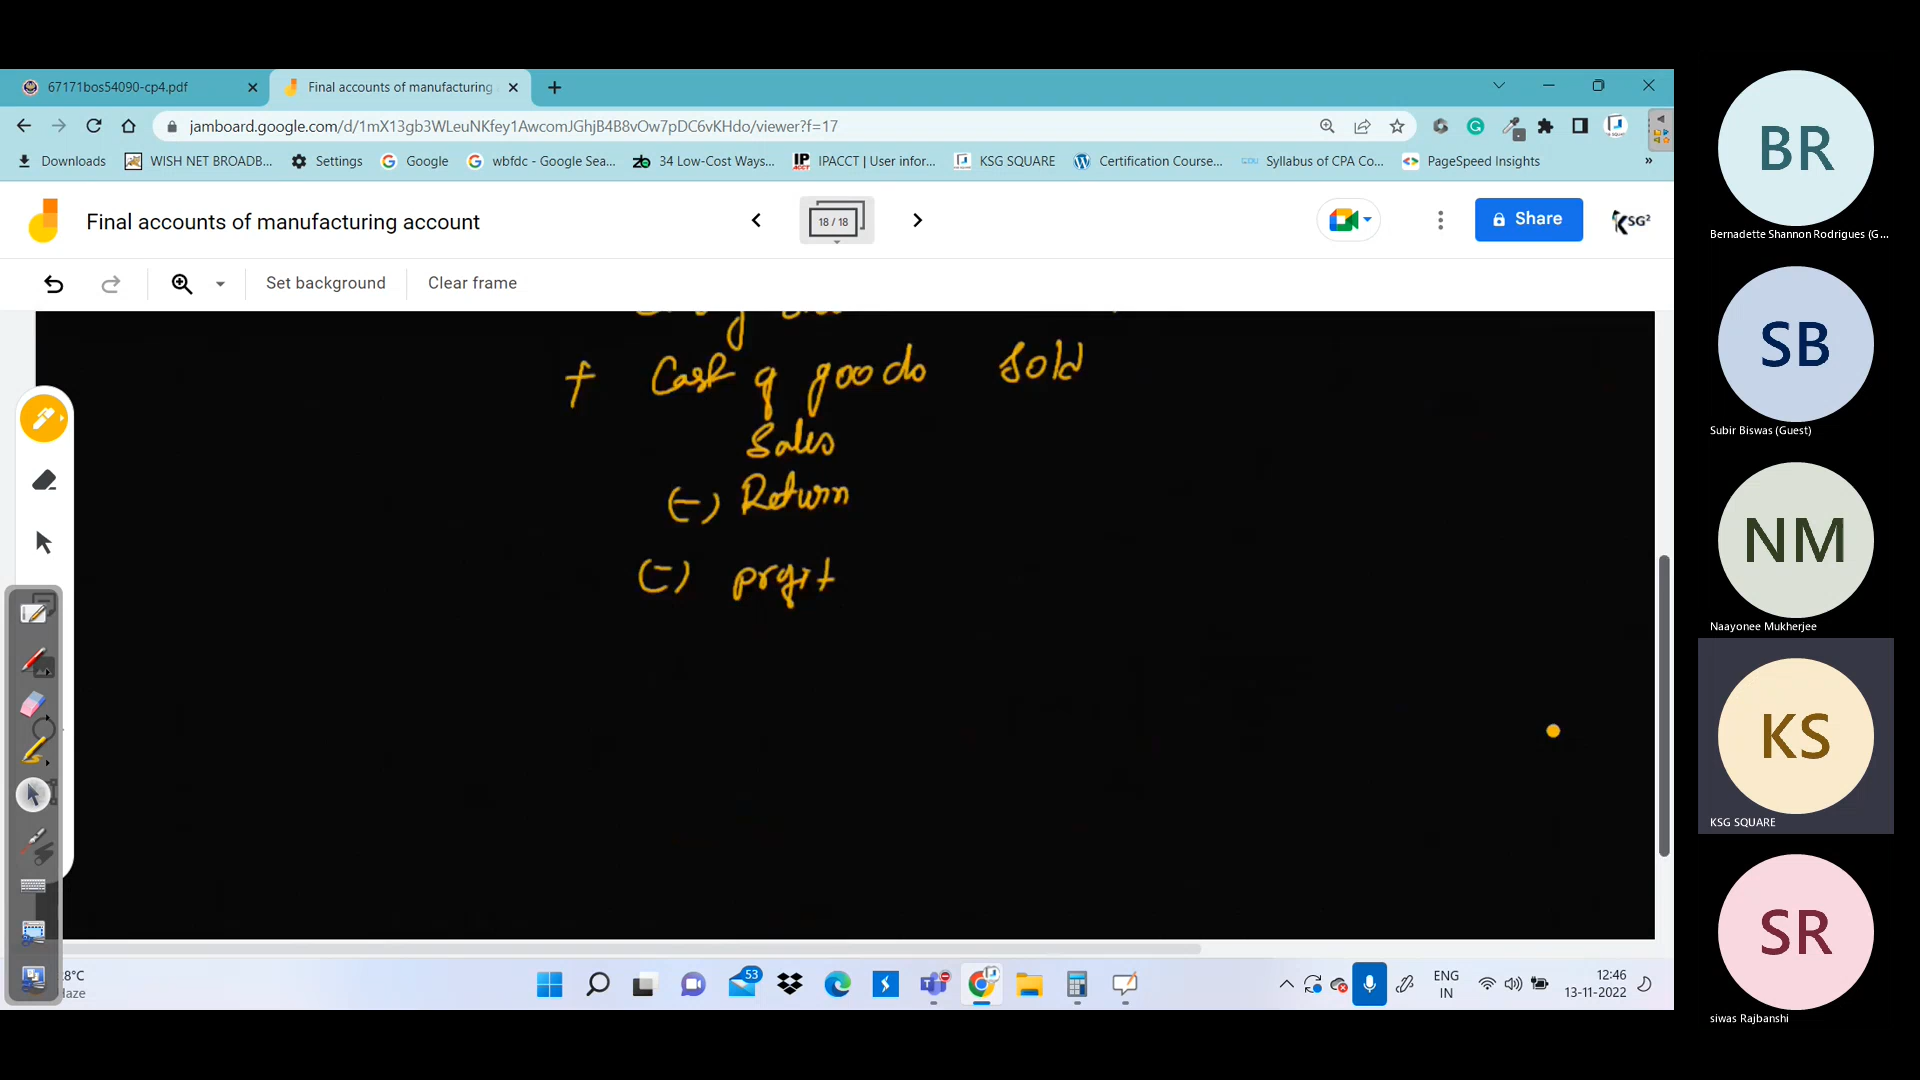 67171bos54090-cp4.pdf
Final accounts of manufacturing
jamboard.google.com/d/1mX13gb3WLeuNKfey1AwcomJGhjB4B8vOw7pDC6vKHdo/viewer?f=17
Downloads WISH NET BROADB... Settings Google wbfdc - Google Sea... 34 Low-Cost Ways... IPACCT | User infor... KSG SQUARE Certification Course... Syllabus of CPA Co... PageSpeed Insights »
Final accounts of manufacturing account
18 / 18
Share
KSG²
Set background
Clear frame
+ Cost of goods sold
Sales
(-) Return
(-) profit
BR
Bernadette Shannon Rodrigues (G...
SB
Subir Biswas (Guest)
NM
Naayonee Mukherjee
KS
KSG SQUARE
SR
siwas Rajbanshi
8°C
Haze
53
ENG
IN
12:46
13-11-2022